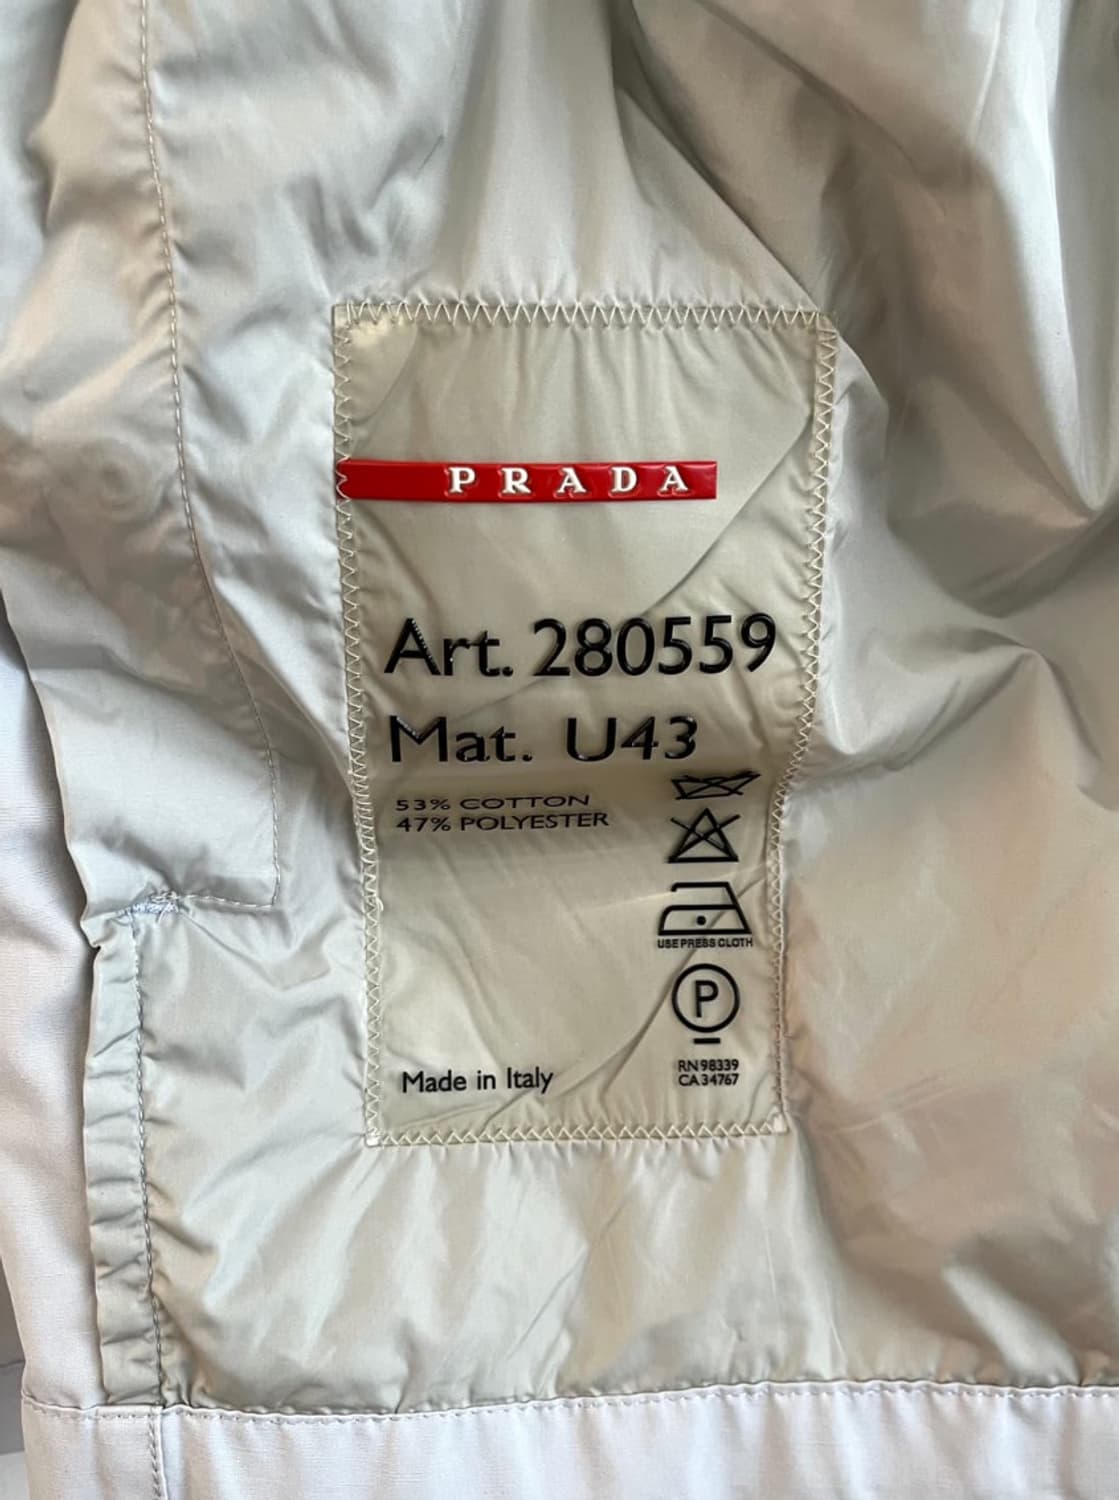 PRADA
Art. 280559
Mat. U43
53% COTTON
47% POLYESTER
USE PRESS CLOTH
P
Made in Italy
RN 98339
CA 34767